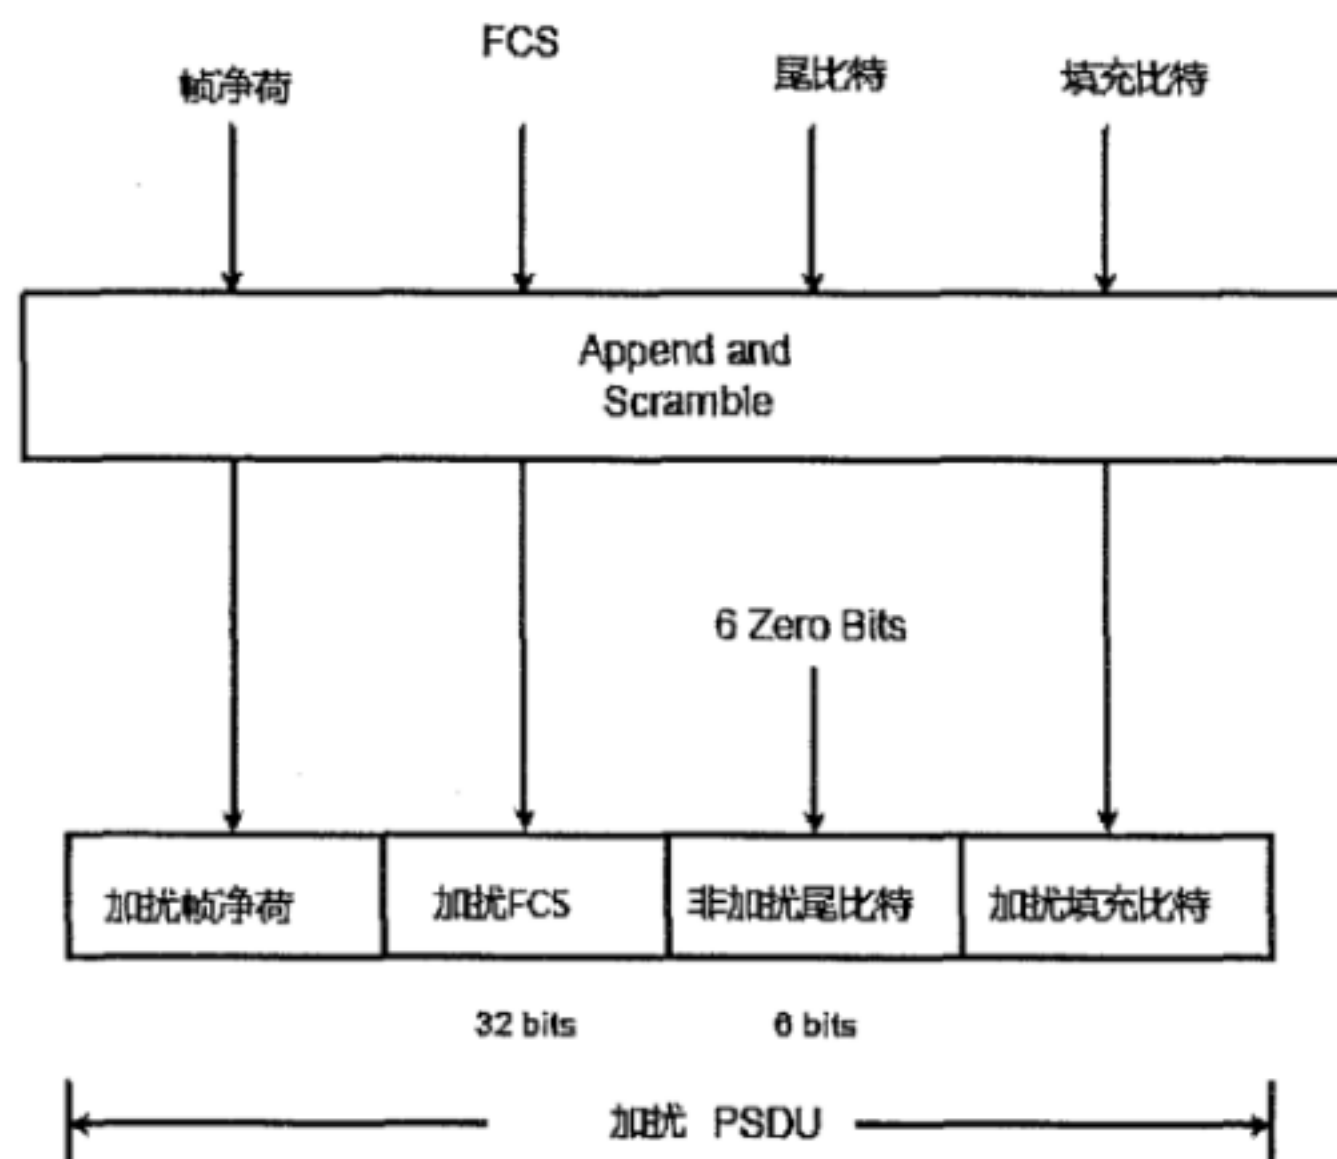 FCS
帧净荷
尾比特
填充比特
Append and
Scramble
6 Zero Bits
加扰帧净荷
加扰FCS
非加扰尾比特
加扰填充比特
32 bits
6 bits
加扰 PSDU